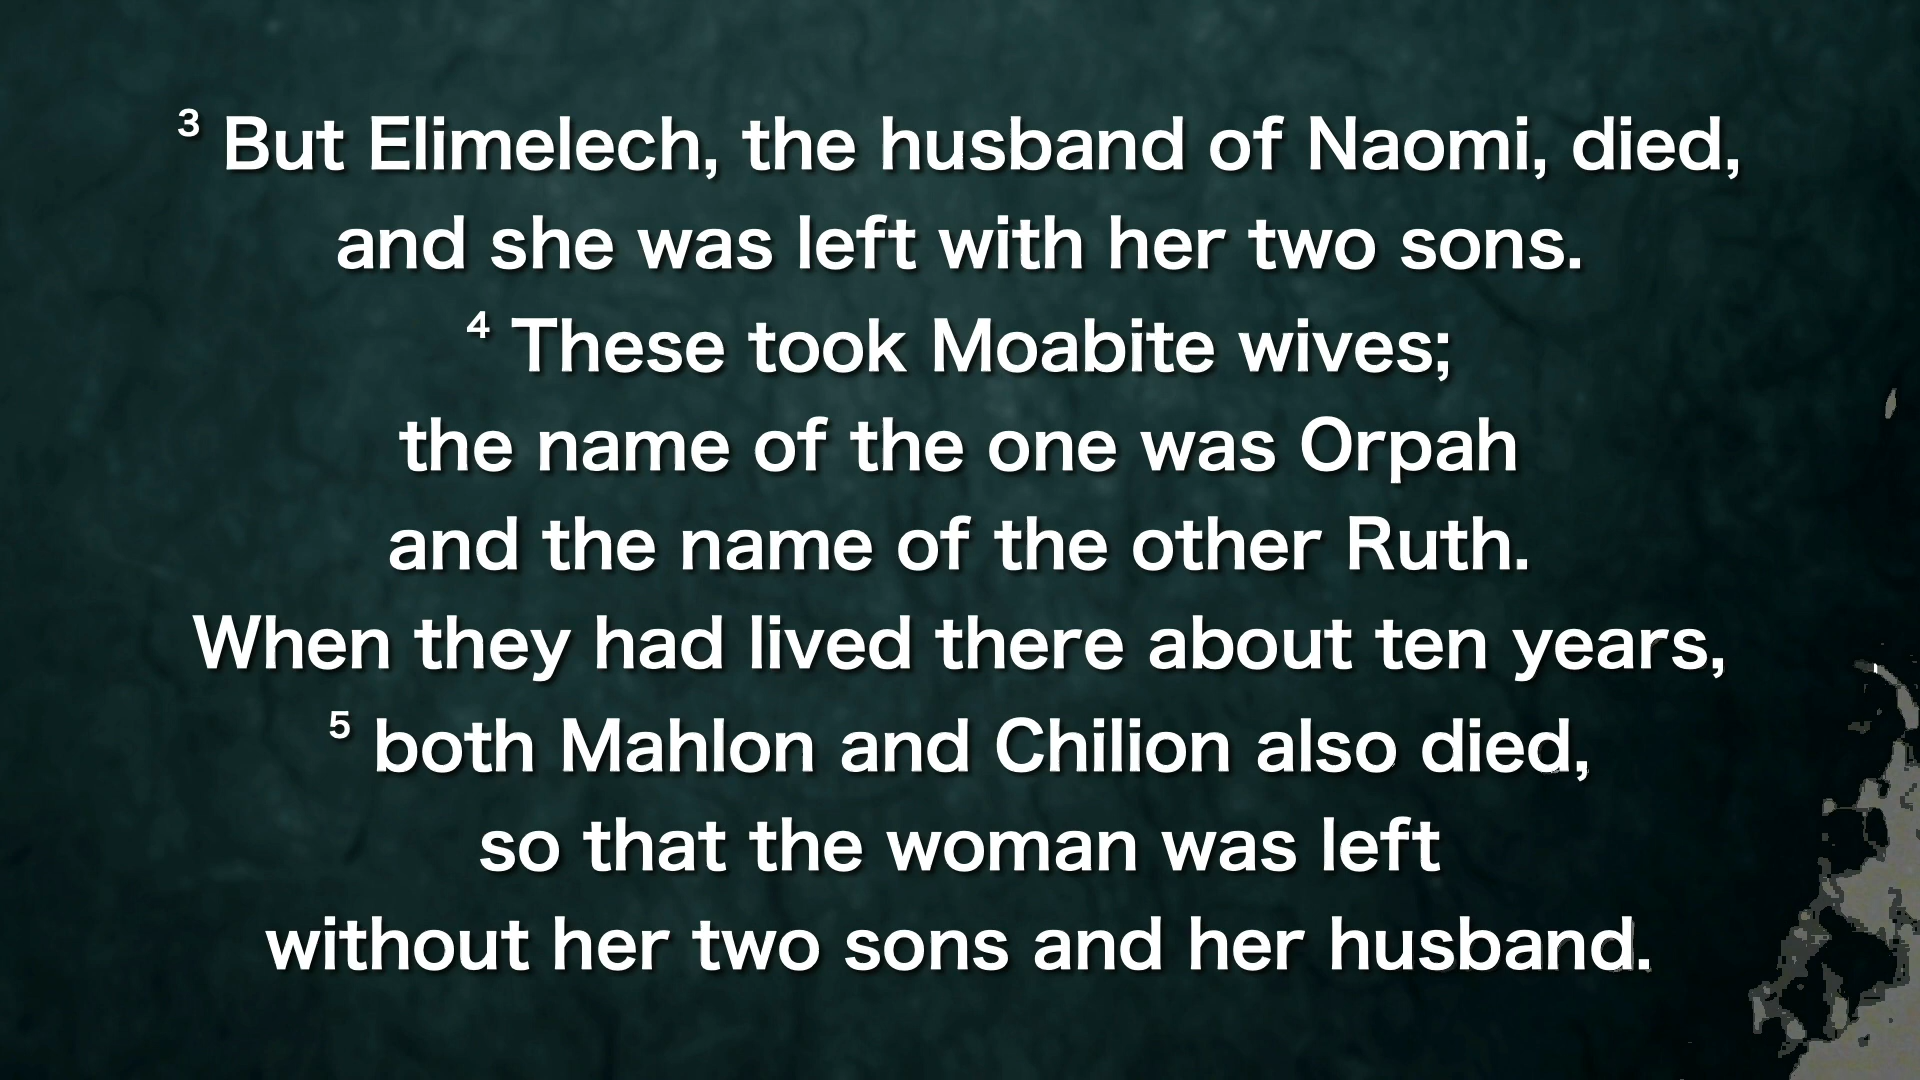 3 But Elimelech, the husband of Naomi, died,
and she was left with her two sons.
4 These took Moabite wives;
the name of the one was Orpah
and the name of the other Ruth.
When they had lived there about ten years,
5 both Mahlon and Chilion also died,
so that the woman was left
without her two sons and her husband.